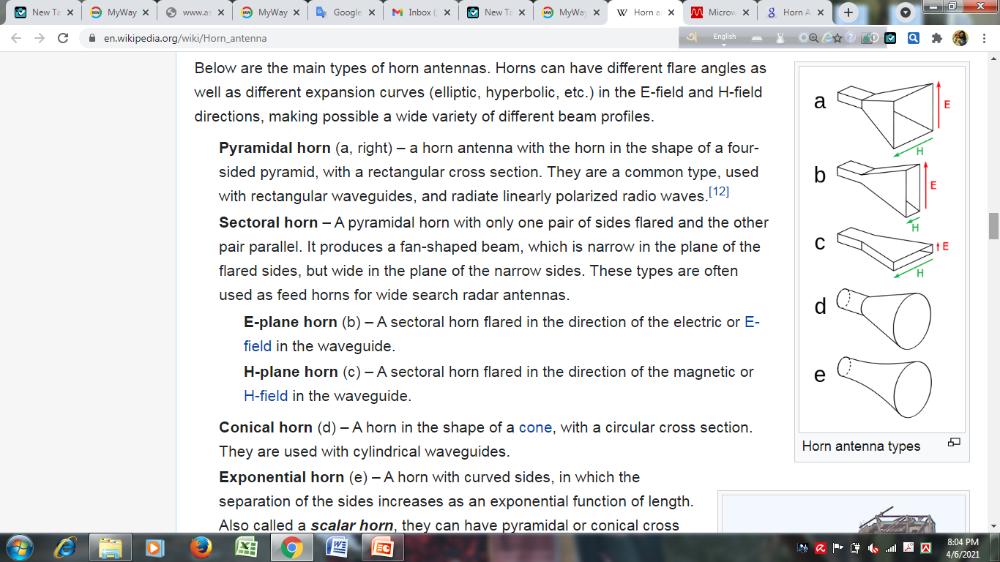 New Ta
MyWay
www.as
MyWay
Google
Inbox (
New Ta
MyWay
Horn an
Microw
Horn A
en.wikipedia.org/wiki/Horn_antenna
English
Below are the main types of horn antennas. Horns can have different flare angles as
well as different expansion curves (elliptic, hyperbolic, etc.) in the E-field and H-field
directions, making possible a wide variety of different beam profiles.
Pyramidal horn (a, right) – a horn antenna with the horn in the shape of a four-
sided pyramid, with a rectangular cross section. They are a common type, used
with rectangular waveguides, and radiate linearly polarized radio waves.[12]
Sectoral horn – A pyramidal horn with only one pair of sides flared and the other
pair parallel. It produces a fan-shaped beam, which is narrow in the plane of the
flared sides, but wide in the plane of the narrow sides. These types are often
used as feed horns for wide search radar antennas.
E-plane horn (b) – A sectoral horn flared in the direction of the electric or E-
field in the waveguide.
H-plane horn (c) – A sectoral horn flared in the direction of the magnetic or
H-field in the waveguide.
Conical horn (d) – A horn in the shape of a cone, with a circular cross section.
They are used with cylindrical waveguides.
Exponential horn (e) – A horn with curved sides, in which the
separation of the sides increases as an exponential function of length.
Also called a scalar horn, they can have pyramidal or conical cross
a
E
H
b
E
H
c
E
H
d
e
Horn antenna types
8:04 PM
4/6/2021